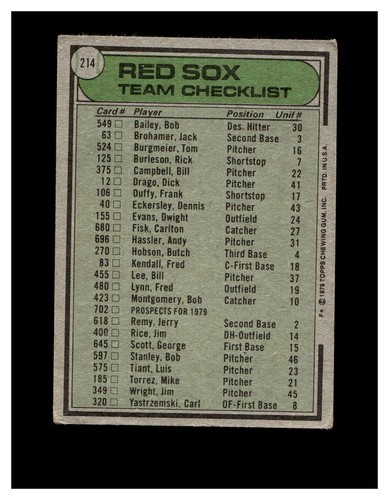 214
RED SOX
TEAM CHECKLIST
Card# Player Position Unif#
549 □ Bailey, Bob Des. Hitter 30
63 □ Brohamer, Jack Second Base 3
524 □ Burgmeier, Tom Pitcher 16
125 □ Burleson, Rick Shortstop 7
375 □ Campbell, Bill Pitcher 22
12 □ Drago, Dick Pitcher 41
106 □ Duffy, Frank Shortstop 17
40 □ Eckersley, Dennis Pitcher 43
155 □ Evans, Dwight Outfield 24
680 □ Fisk, Carlton Catcher 27
696 □ Hassler, Andy Pitcher 31
270 □ Hobson, Butch Third Base 4
83 □ Kendall, Fred C-First Base 18
455 □ Lee, Bill Pitcher 37
480 □ Lynn, Fred Outfield 19
423 □ Montgomery, Bob Catcher 10
702 □ PROSPECTS FOR 1979
618 □ Remy, Jerry Second Base 2
400 □ Rice, Jim DH-Outfield 14
645 □ Scott, George First Base 15
597 □ Stanley, Bob Pitcher 46
575 □ Tiant, Luis Pitcher 23
185 □ Torrez, Mike Pitcher 21
349 □ Wright, Jim Pitcher 45
320 □ Yastrzemski, Carl OF-First Base 8
F* © 1979 TOPPS CHEWING GUM, INC. PRTD. IN U.S.A.